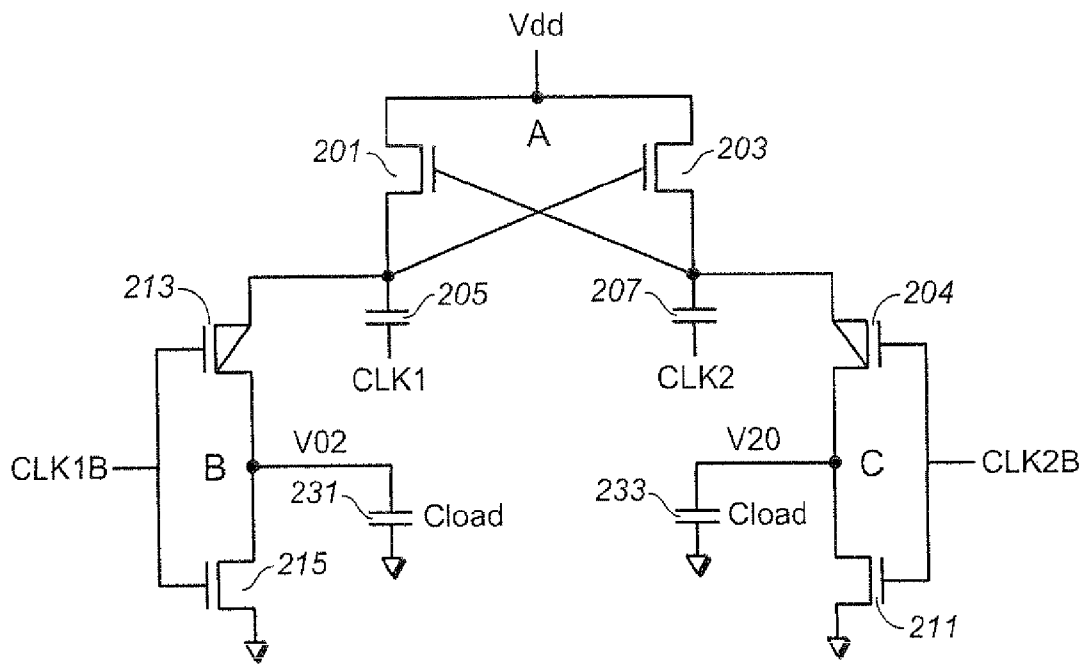 Vdd
A
201
203
213
205
207
204
CLK1
CLK2
CLK1B
B
V02
V20
C
CLK2B
231
Cload
233
Cload
215
211